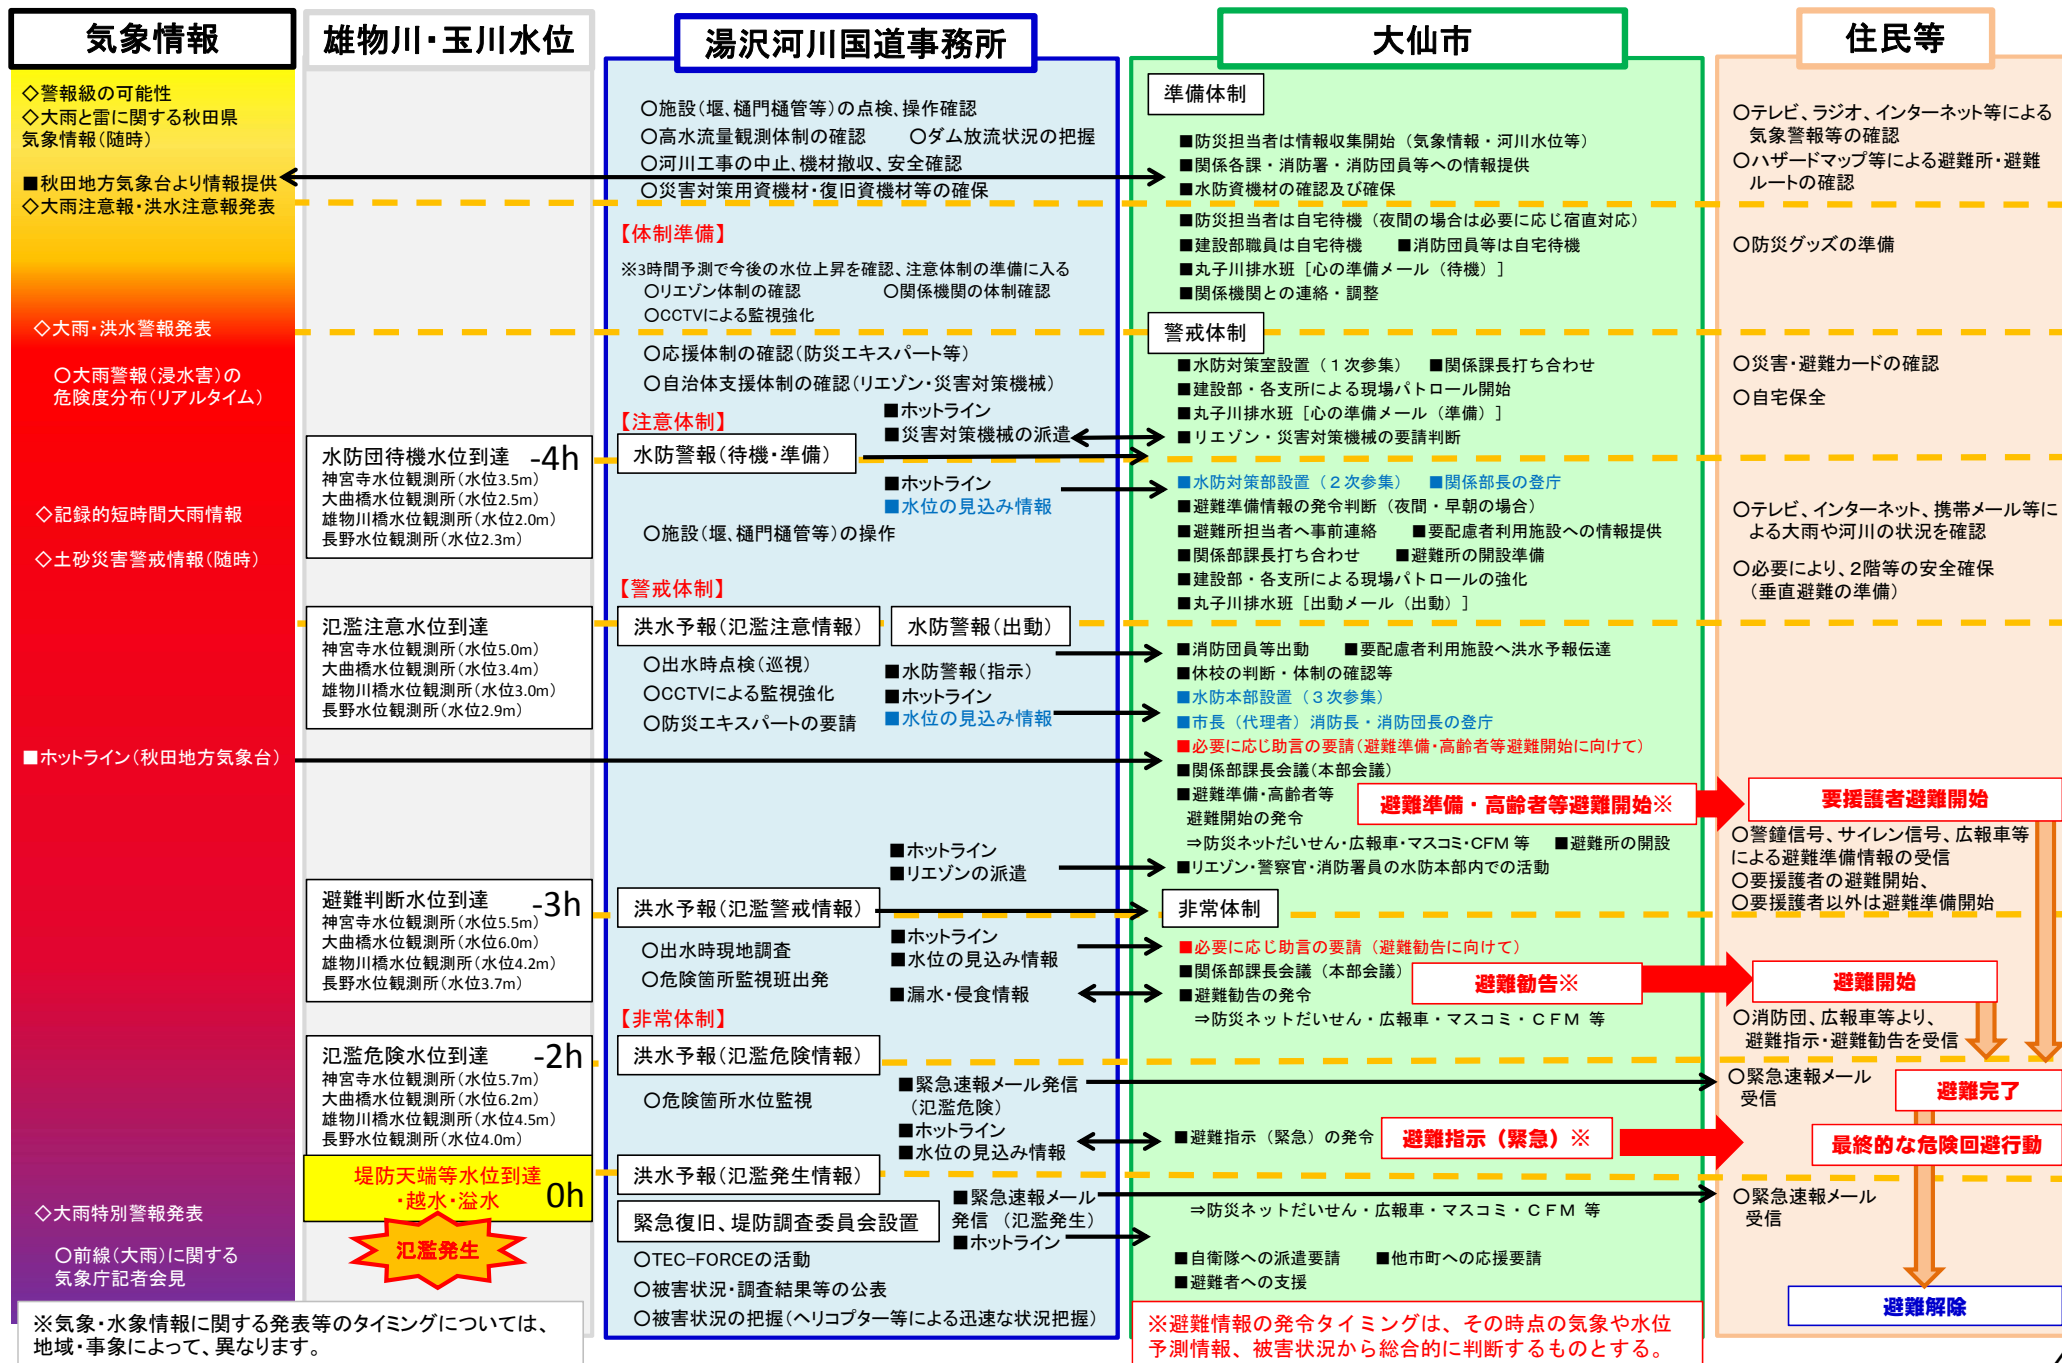 気象情報
◇警報級の可能性
◇大雨と雷に関する秋田県
気象情報(随時)
■秋田地方気象台より情報提供
◇大雨注意報・洪水注意報発表
◇大雨・洪水警報発表
○大雨警報(浸水害)の
危険度分布(リアルタイム)
◇記録的短時間大雨情報
◇土砂災害警戒情報(随時)
■ホットライン(秋田地方気象台)
◇大雨特別警報発表
○前線(大雨)に関する
気象庁記者会見
※気象・水象情報に関する発表等のタイミングについては、
地域・事象によって、異なります。
雄物川・玉川水位
水防団待機水位到達 -4h
神宮寺水位観測所(水位3.5m)
大曲橋水位観測所(水位2.5m)
雄物川橋水位観測所(水位2.0m)
長野水位観測所(水位2.3m)
氾濫注意水位到達
神宮寺水位観測所(水位5.0m)
大曲橋水位観測所(水位3.4m)
雄物川橋水位観測所(水位3.0m)
長野水位観測所(水位2.9m)
避難判断水位到達 -3h
神宮寺水位観測所(水位5.5m)
大曲橋水位観測所(水位6.0m)
雄物川橋水位観測所(水位4.2m)
長野水位観測所(水位3.7m)
氾濫危険水位到達 -2h
神宮寺水位観測所(水位5.7m)
大曲橋水位観測所(水位6.2m)
雄物川橋水位観測所(水位4.5m)
長野水位観測所(水位4.0m)
堤防天端等水位到達
・越水・溢水 0h
氾濫発生
湯沢河川国道事務所
○施設(堰、樋門樋管等)の点検、操作確認
○高水流量観測体制の確認 ○ダム放流状況の把握
○河川工事の中止、機材撤収、安全確認
○災害対策用資機材・復旧資機材等の確保
【体制準備】
※3時間予測で今後の水位上昇を確認、注意体制の準備に入る
○リエゾン体制の確認 ○関係機関の体制確認
○CCTVによる監視強化
○応援体制の確認(防災エキスパート等)
○自治体支援体制の確認(リエゾン・災害対策機械)
【注意体制】
■ホットライン
■災害対策機械の派遣
水防警報(待機・準備)
■ホットライン
■水位の見込み情報
○施設(堰、樋門樋管等)の操作
【警戒体制】
洪水予報(氾濫注意情報) 水防警報(出動)
○出水時点検(巡視)
■水防警報(指示)
○CCTVによる監視強化
■ホットライン
○防災エキスパートの要請
■水位の見込み情報
■ホットライン
■リエゾンの派遣
洪水予報(氾濫警戒情報)
■ホットライン
○出水時現地調査
■水位の見込み情報
○危険箇所監視班出発
■漏水・侵食情報
【非常体制】
洪水予報(氾濫危険情報)
■緊急速報メール発信
(氾濫危険)
○危険箇所水位監視
■ホットライン
■水位の見込み情報
洪水予報(氾濫発生情報)
■緊急速報メール
発信 (氾濫発生)
■ホットライン
緊急復旧、堤防調査委員会設置
○TEC-FORCEの活動
○被害状況・調査結果等の公表
○被害状況の把握(ヘリコプター等による迅速な状況把握)
大仙市
準備体制
■防災担当者は情報収集開始（気象情報・河川水位等）
■関係各課・消防署・消防団員等への情報提供
■水防資機材の確認及び確保
■防災担当者は自宅待機（夜間の場合は必要に応じ宿直対応）
■建設部職員は自宅待機 ■消防団員等は自宅待機
■丸子川排水班［心の準備メール（待機）］
■関係機関との連絡・調整
警戒体制
■水防対策室設置（１次参集） ■関係課長打ち合わせ
■建設部・各支所による現場パトロール開始
■丸子川排水班［心の準備メール（準備）］
■リエゾン・災害対策機械の要請判断
■水防対策部設置（２次参集） ■関係部長の登庁
■避難準備情報の発令判断（夜間・早朝の場合）
■避難所担当者へ事前連絡 ■要配慮者利用施設への情報提供
■関係部課長打ち合わせ ■避難所の開設準備
■建設部・各支所による現場パトロールの強化
■丸子川排水班［出動メール（出動）］
■消防団員等出動 ■要配慮者利用施設へ洪水予報伝達
■休校の判断・体制の確認等
■水防本部設置（３次参集）
■市長（代理者）消防長・消防団長の登庁
■必要に応じ助言の要請(避難準備・高齢者等避難開始に向けて)
■関係部課長会議(本部会議)
■避難準備・高齢者等
避難開始の発令
避難準備・高齢者等避難開始※
⇒防災ネットだいせん・広報車・マスコミ・CFM 等 ■避難所の開設
■リエゾン・警察官・消防署員の水防本部内での活動
非常体制
■必要に応じ助言の要請（避難勧告に向けて）
■関係部課長会議（本部会議）
■避難勧告の発令
避難勧告※
⇒防災ネットだいせん・広報車・マスコミ・ＣＦＭ 等
■避難指示（緊急）の発令
避難指示（緊急）※
⇒防災ネットだいせん・広報車・マスコミ・ＣＦＭ 等
■自衛隊への派遣要請 ■他市町への応援要請
■避難者への支援
※避難情報の発令タイミングは、その時点の気象や水位
予測情報、被害状況から総合的に判断するものとする。
住民等
○テレビ、ラジオ、インターネット等による
気象警報等の確認
○ハザードマップ等による避難所・避難
ルートの確認
○防災グッズの準備
○災害・避難カードの確認
○自宅保全
○テレビ、インターネット、携帯メール等に
よる大雨や河川の状況を確認
○必要により、2階等の安全確保
(垂直避難の準備)
要援護者避難開始
○警鐘信号、サイレン信号、広報車等
による避難準備情報の受信
○要援護者の避難開始、
○要援護者以外は避難準備開始
避難開始
○消防団、広報車等より、
避難指示・避難勧告を受信
○緊急速報メール
受信
避難完了
最終的な危険回避行動
○緊急速報メール
受信
避難解除